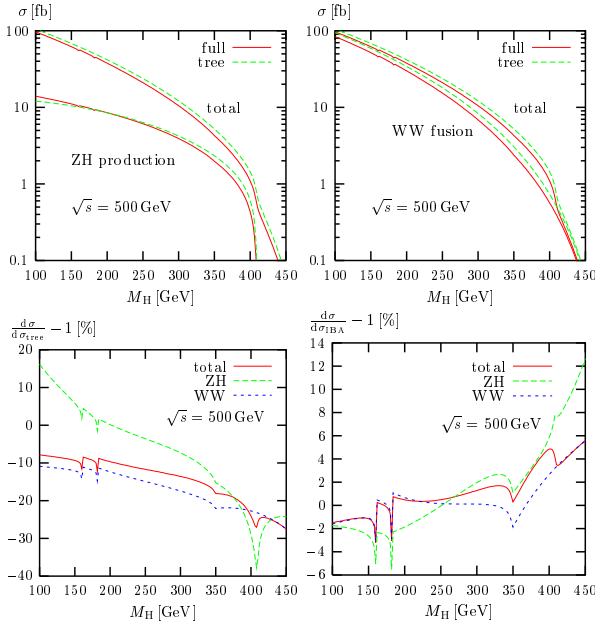 σ [fb]
100
10
1
0.1
full
tree
total
ZH production
√s = 500 GeV
100 150 200 250 300 350 400 450
M_H [GeV]
σ [fb]
100
10
1
0.1
full
tree
total
WW fusion
√s = 500 GeV
100 150 200 250 300 350 400 450
M_H [GeV]
dσ/dσ_tree − 1 [%]
20
10
0
−10
−20
−30
−40
total
ZH
WW
√s = 500 GeV
100 150 200 250 300 350 400 450
M_H [GeV]
dσ/dσ_IBA − 1 [%]
14
12
10
8
6
4
2
0
−2
−4
−6
total
ZH
WW
√s = 500 GeV
100 150 200 250 300 350 400 450
M_H [GeV]